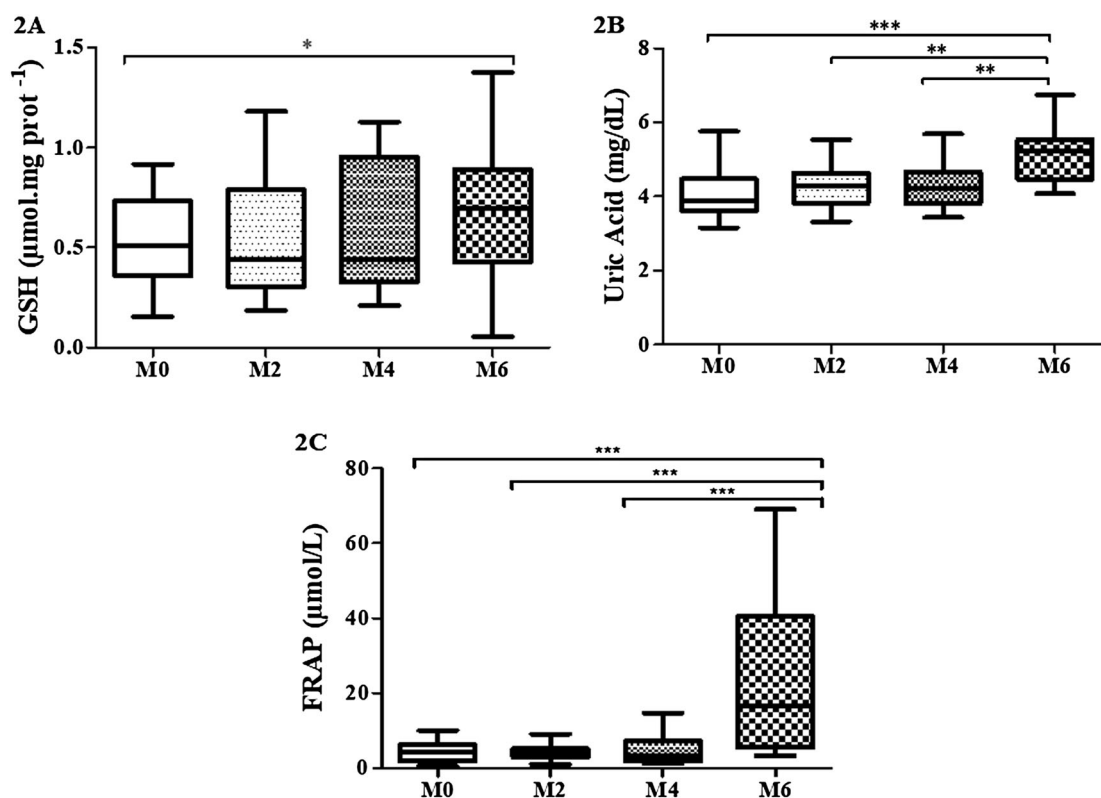 2A
*
GSH (µmol.mg prot ⁻¹)
1.5
1.0
0.5
0.0
M0 M2 M4 M6
2B
***
**
**
Uric Acid (mg/dL)
8
6
4
2
0
M0 M2 M4 M6
2C
***
***
***
FRAP (µmol/L)
80
60
40
20
0
M0 M2 M4 M6